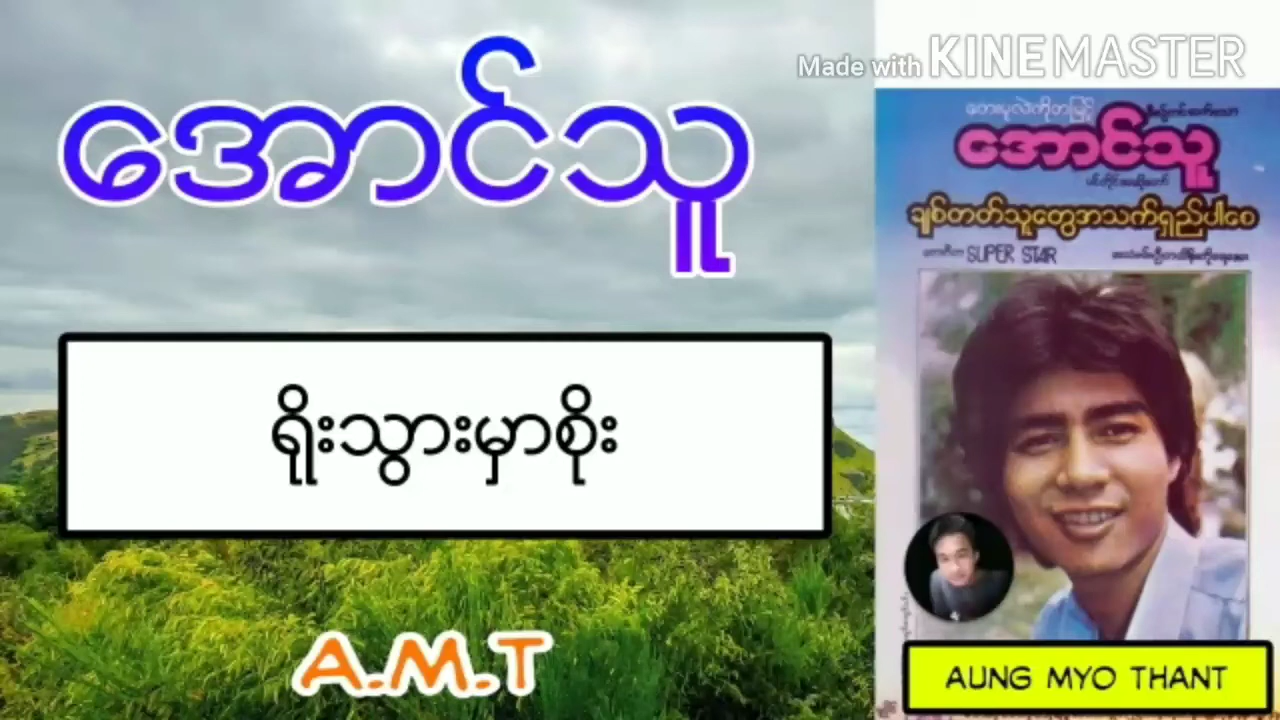 Made with KINEMASTER
အောင်သူ
ရိုးသွားမှာစိုး
A.M.T
အောင်သူ
ချစ်တတ်သူတွေအသက်ရှည်ပါစေ
SUPER STAR
AUNG MYO THANT